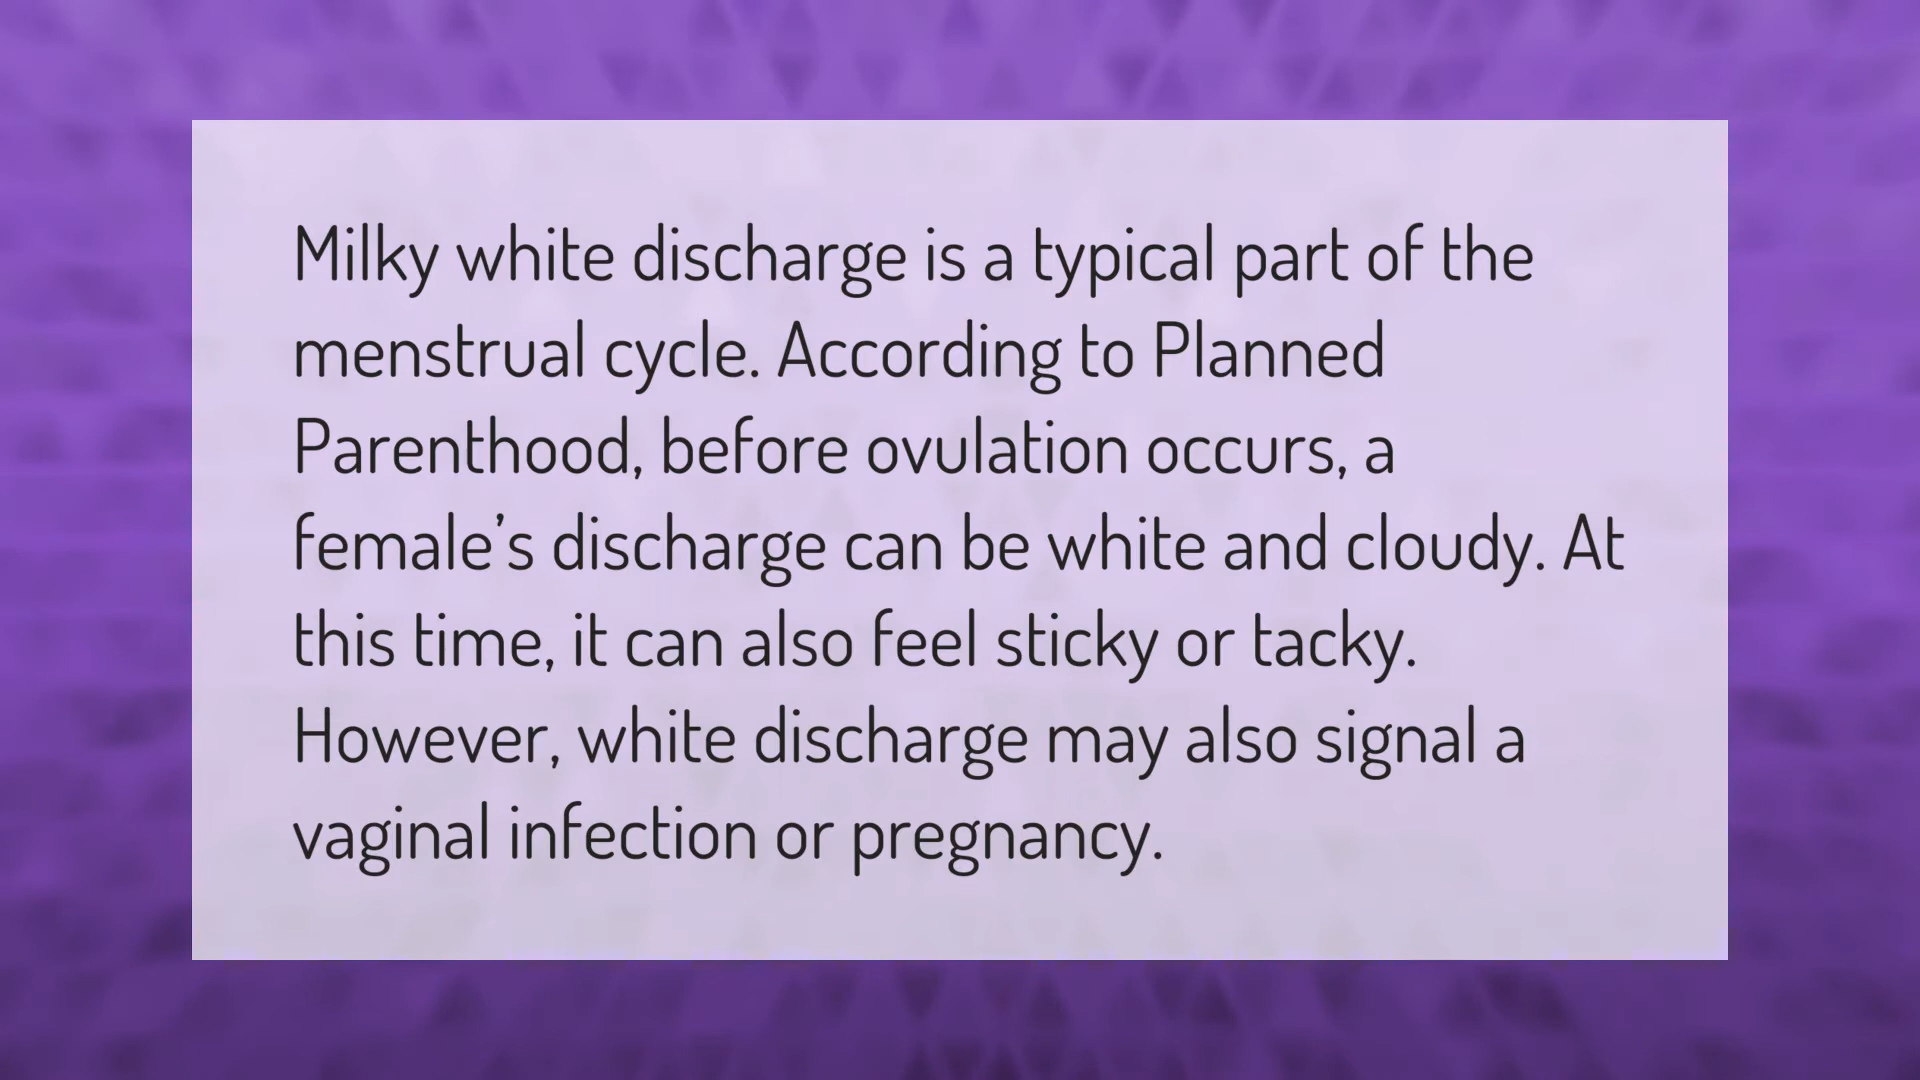 Milky white discharge is a typical part of the
menstrual cycle. According to Planned
Parenthood, before ovulation occurs, a
female’s discharge can be white and cloudy. At
this time, it can also feel sticky or tacky.
However, white discharge may also signal a
vaginal infection or pregnancy.